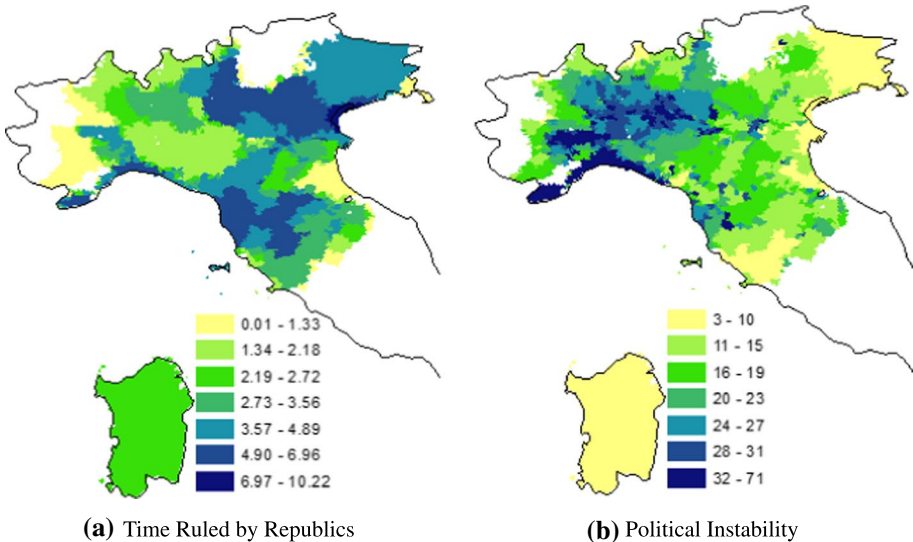 0.01 - 1.33
1.34 - 2.18
2.19 - 2.72
2.73 - 3.56
3.57 - 4.89
4.90 - 6.96
6.97 - 10.22
(a) Time Ruled by Republics
3 - 10
11 - 15
16 - 19
20 - 23
24 - 27
28 - 31
32 - 71
(b) Political Instability